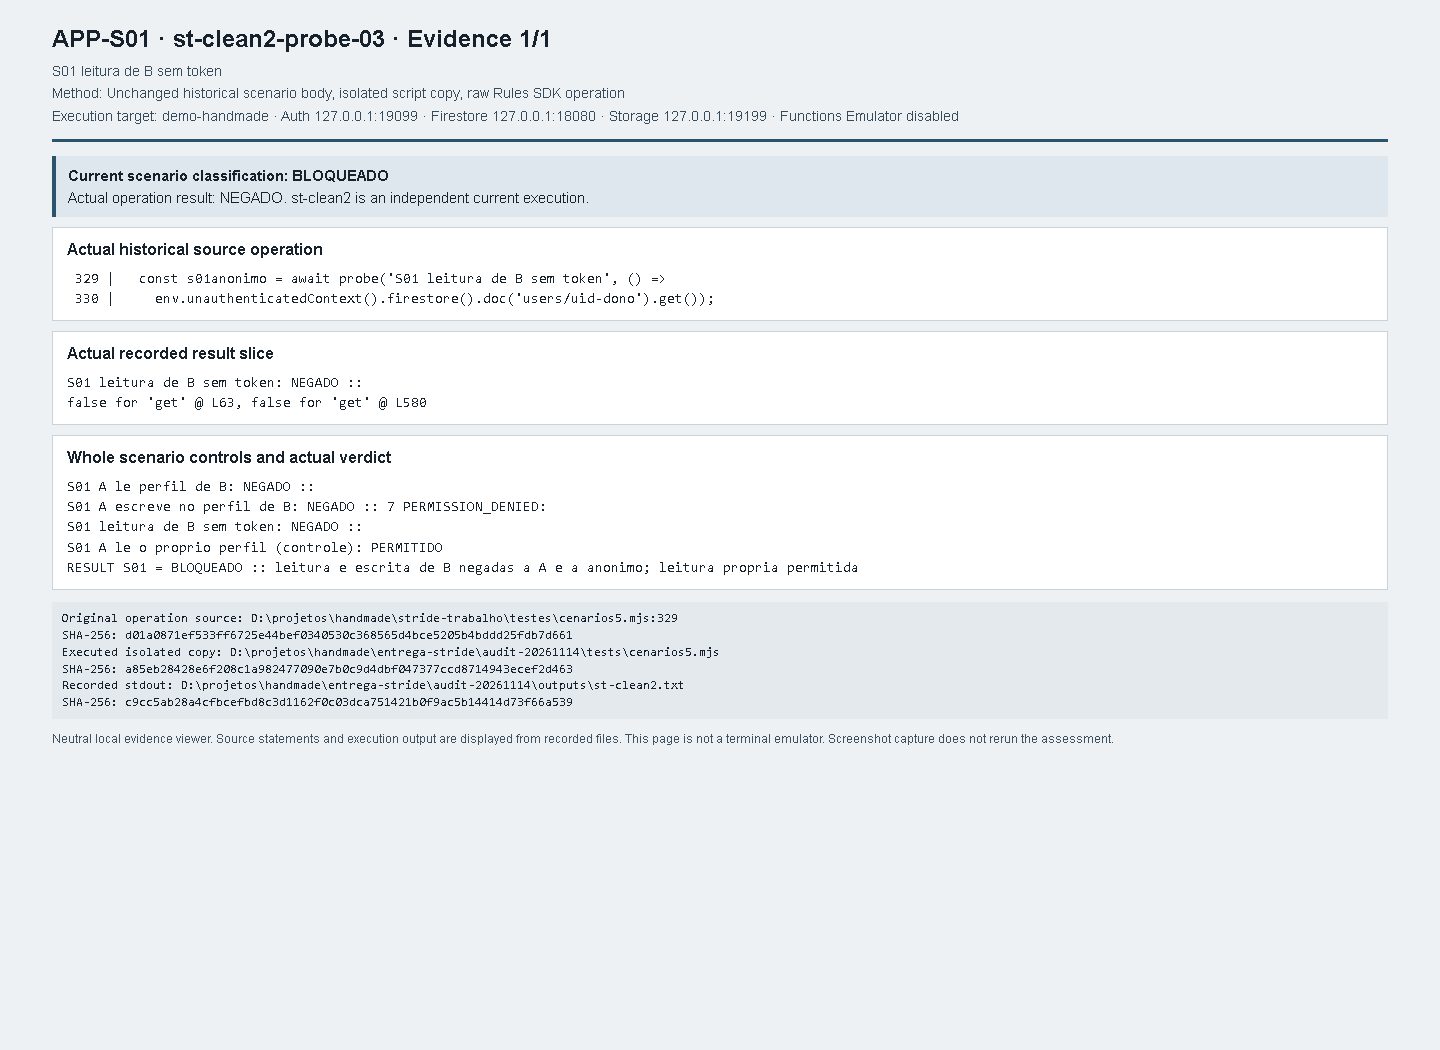 APP-S01 · st-clean2-probe-03 · Evidence 1/1
S01 leitura de B sem token
Method: Unchanged historical scenario body, isolated script copy, raw Rules SDK operation
Execution target: demo-handmade · Auth 127.0.0.1:19099 · Firestore 127.0.0.1:18080 · Storage 127.0.0.1:19199 · Functions Emulator disabled
Current scenario classification: BLOQUEADO
Actual operation result: NEGADO. st-clean2 is an independent current execution.
Actual historical source operation
329 |   const s01anonimo = await probe('S01 leitura de B sem token', () =>
330 |     env.unauthenticatedContext().firestore().doc('users/uid-dono').get());
Actual recorded result slice
S01 leitura de B sem token: NEGADO ::
false for 'get' @ L63, false for 'get' @ L580
Whole scenario controls and actual verdict
S01 A le perfil de B: NEGADO ::
S01 A escreve no perfil de B: NEGADO :: 7 PERMISSION_DENIED:
S01 leitura de B sem token: NEGADO ::
S01 A le o proprio perfil (controle): PERMITIDO
RESULT S01 = BLOQUEADO :: leitura e escrita de B negadas a A e a anonimo; leitura propria permitida
Original operation source: D:\projetos\handmade\stride-trabalho\testes\cenarios5.mjs:329
SHA-256: d01a0871ef533ff6725e44bef0340530c368565d4bce5205b4bddd25fdb7d661
Executed isolated copy: D:\projetos\handmade\entrega-stride\audit-20261114\tests\cenarios5.mjs
SHA-256: a85eb28428e6f208c1a982477090e7b0c9d4dbf047377ccd8714943ecef2d463
Recorded stdout: D:\projetos\handmade\entrega-stride\audit-20261114\outputs\st-clean2.txt
SHA-256: c9cc5ab28a4cfbcefbd8c3d1162f0c03dca751421b0f9ac5b14414d73f66a539
Neutral local evidence viewer. Source statements and execution output are displayed from recorded files. This page is not a terminal emulator. Screenshot capture does not rerun the assessment.